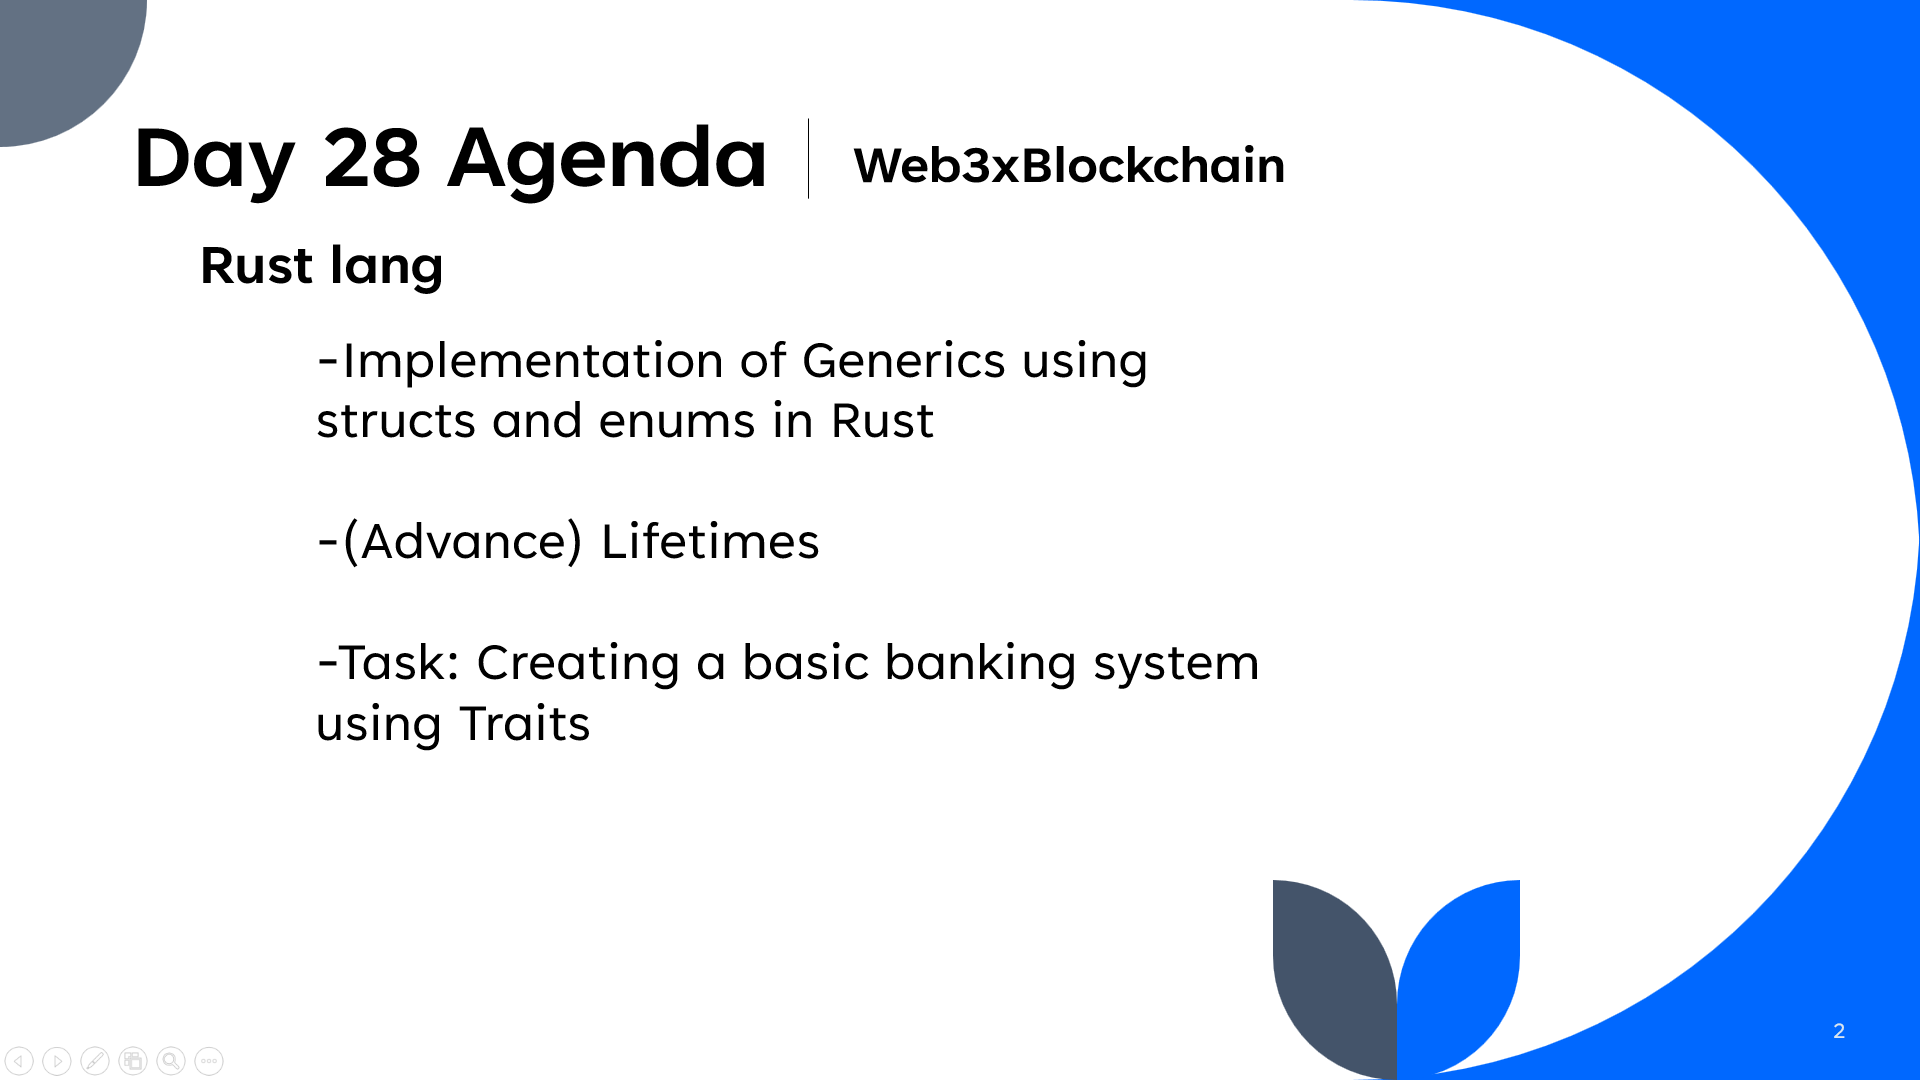 Day 28 Agenda
Web3xBlockchain
Rust lang
-Implementation of Generics using
structs and enums in Rust
-(Advance) Lifetimes
-Task: Creating a basic banking system
using Traits
2